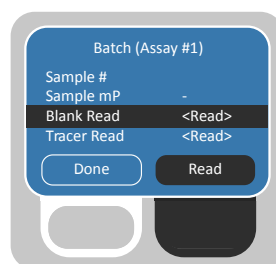 Batch (Assay #1)
Sample #
Sample mP -
Blank Read <Read>
Tracer Read <Read>
Done Read